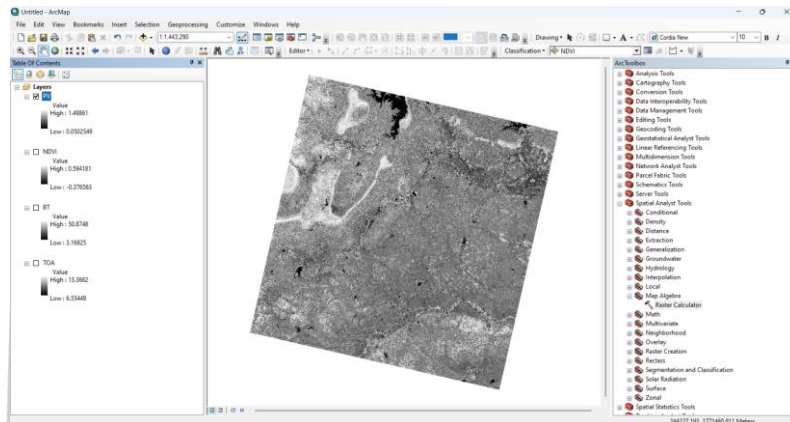 Untitled - ArcMap
File Edit View Bookmarks Insert Selection Geoprocessing Customize Windows Help
1:1,443,290
Drawing
Cordia New
10
B I
Editor
Classification
NDVI
Table Of Contents
Layers
PV
Value
High : 1.49861
Low : 0.0502549
NDVI
Value
High : 0.594181
Low : -0.376563
BT
Value
High : 50.8748
Low : 3.16925
TOA
Value
High : 13.3662
Low : 6.53448
ArcToolbox
Analysis Tools
Cartography Tools
Conversion Tools
Data Interoperability Tools
Data Management Tools
Editing Tools
Geocoding Tools
Geostatistical Analyst Tools
Linear Referencing Tools
Multidimension Tools
Network Analyst Tools
Parcel Fabric Tools
Schematics Tools
Server Tools
Spatial Analyst Tools
Conditional
Density
Distance
Extraction
Generalization
Groundwater
Hydrology
Interpolation
Local
Map Algebra
Raster Calculator
Math
Multivariate
Neighborhood
Overlay
Raster Creation
Reclass
Segmentation and Classification
Solar Radiation
Surface
Zonal
Spatial Statistics Tools